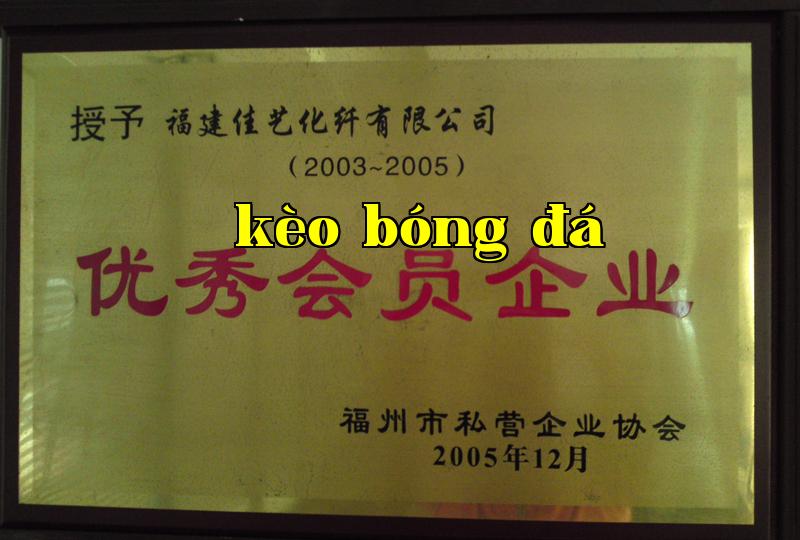 授予 福建佳艺化纤有限公司
（2003~2005）
kèo bóng đá
优秀会员企业
福州市私营企业协会
2005年12月